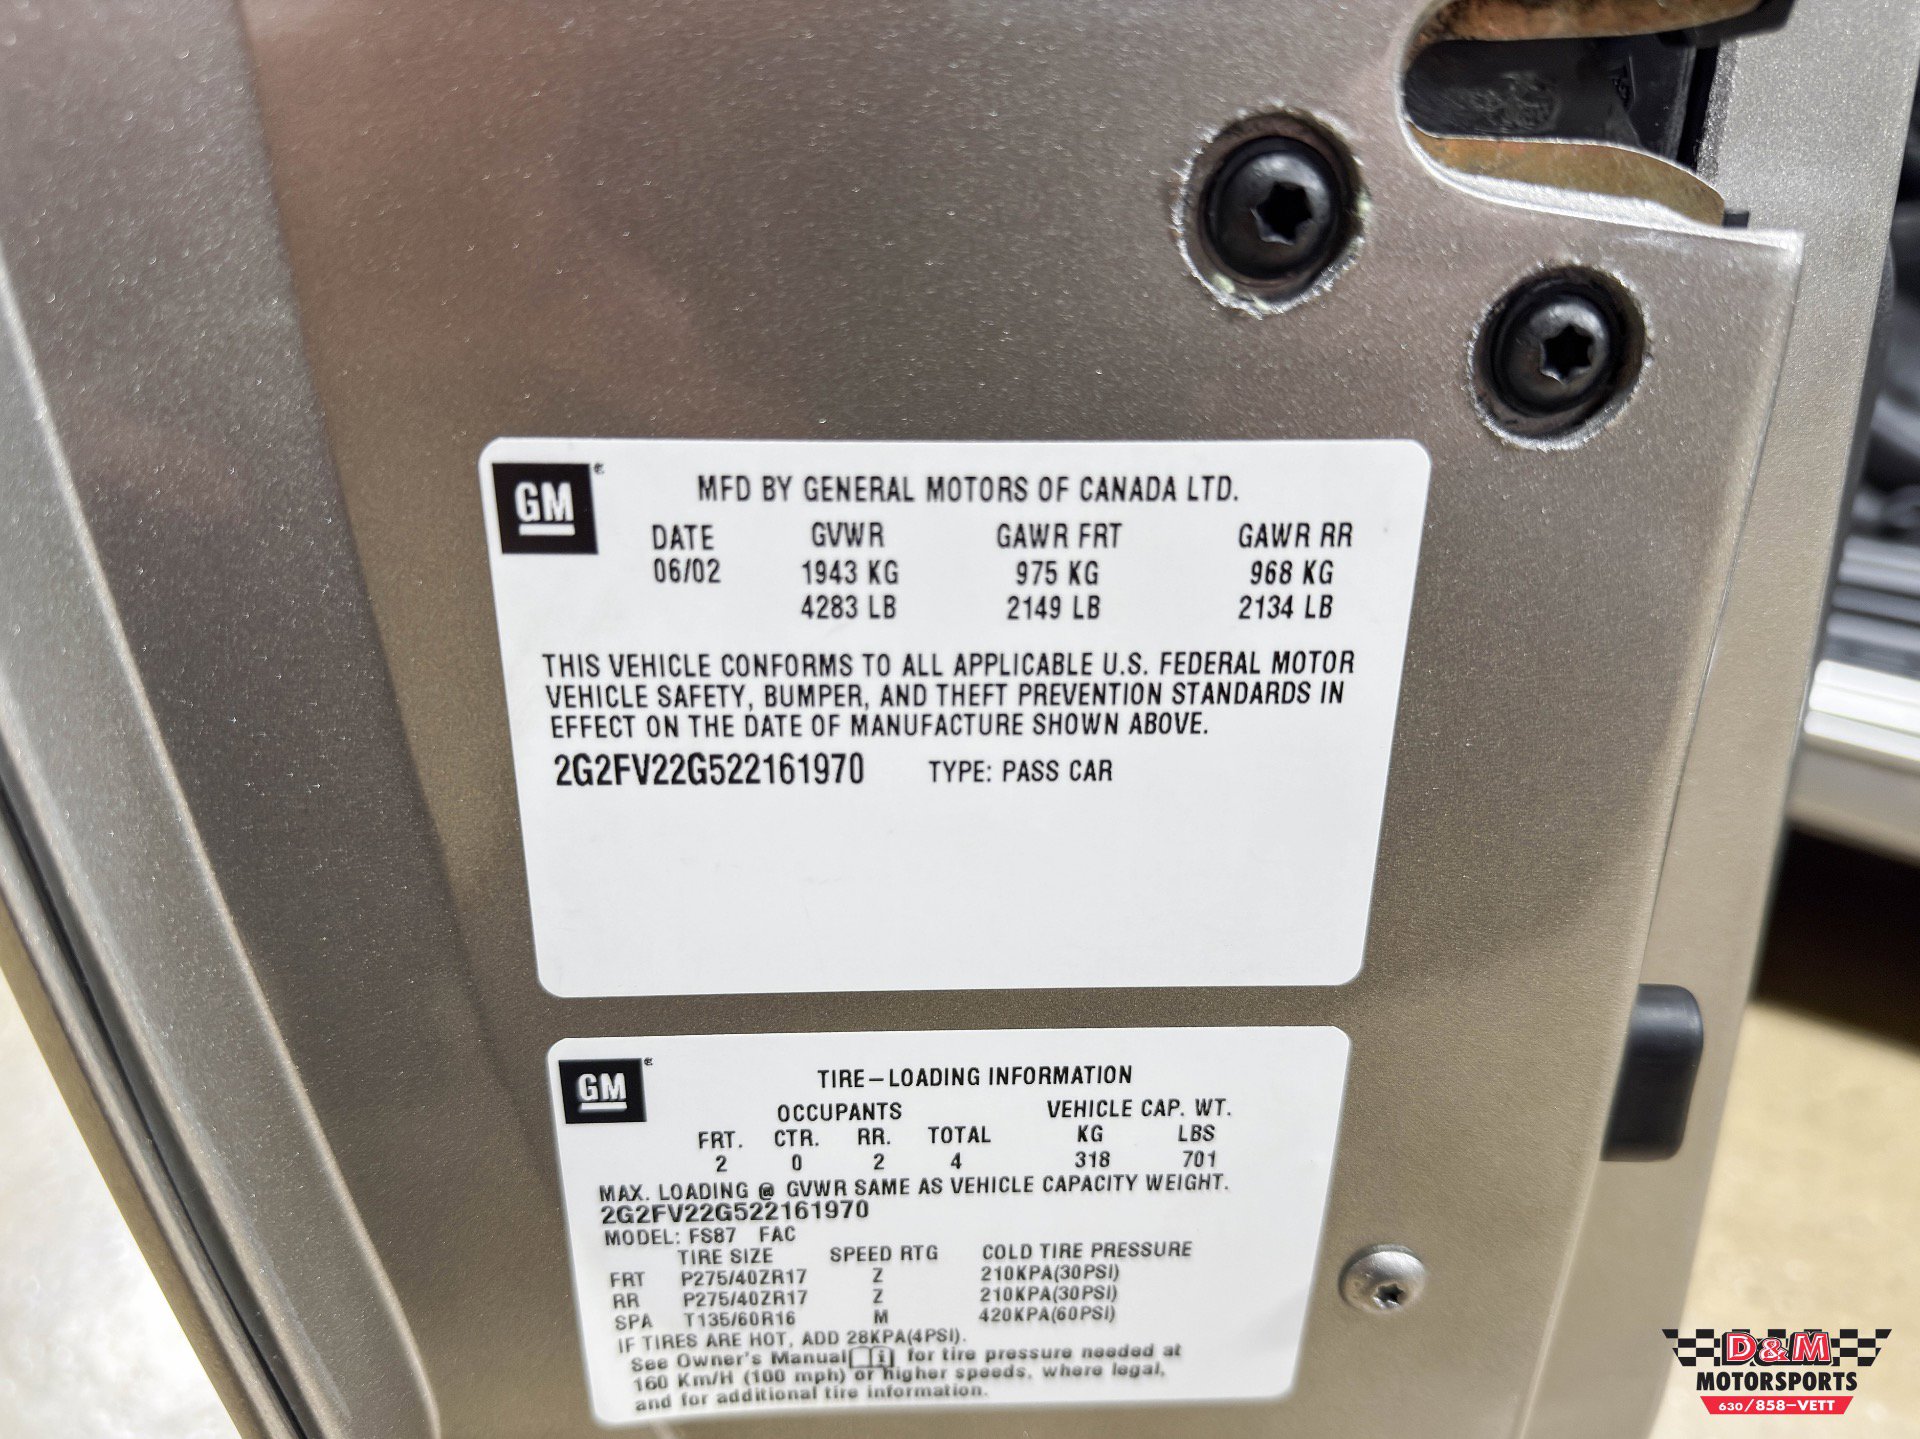 GM®
MFD BY GENERAL MOTORS OF CANADA LTD.
DATE GVWR GAWR FRT GAWR RR
06/02 1943 KG 975 KG 968 KG
4283 LB 2149 LB 2134 LB
THIS VEHICLE CONFORMS TO ALL APPLICABLE U.S. FEDERAL MOTOR
VEHICLE SAFETY, BUMPER, AND THEFT PREVENTION STANDARDS IN
EFFECT ON THE DATE OF MANUFACTURE SHOWN ABOVE.
2G2FV22G522161970 TYPE: PASS CAR
GM®
TIRE-LOADING INFORMATION
OCCUPANTS VEHICLE CAP. WT.
FRT. CTR. RR. TOTAL KG LBS
2 0 2 4 318 701
MAX. LOADING @ GVWR SAME AS VEHICLE CAPACITY WEIGHT.
2G2FV22G522161970
MODEL: FS87 FAC
TIRE SIZE SPEED RTG COLD TIRE PRESSURE
FRT P275/40ZR17 Z 210KPA(30PSI)
RR P275/40ZR17 Z 210KPA(30PSI)
SPA T135/60R16 M 420KPA(60PSI)
IF TIRES ARE HOT, ADD 28KPA(4PSI).
See Owner's Manual for tire pressure needed at
160 Km/H (100 mph) or higher speeds, where legal,
and for additional tire information.
D&M
MOTORSPORTS
630/858-VETT